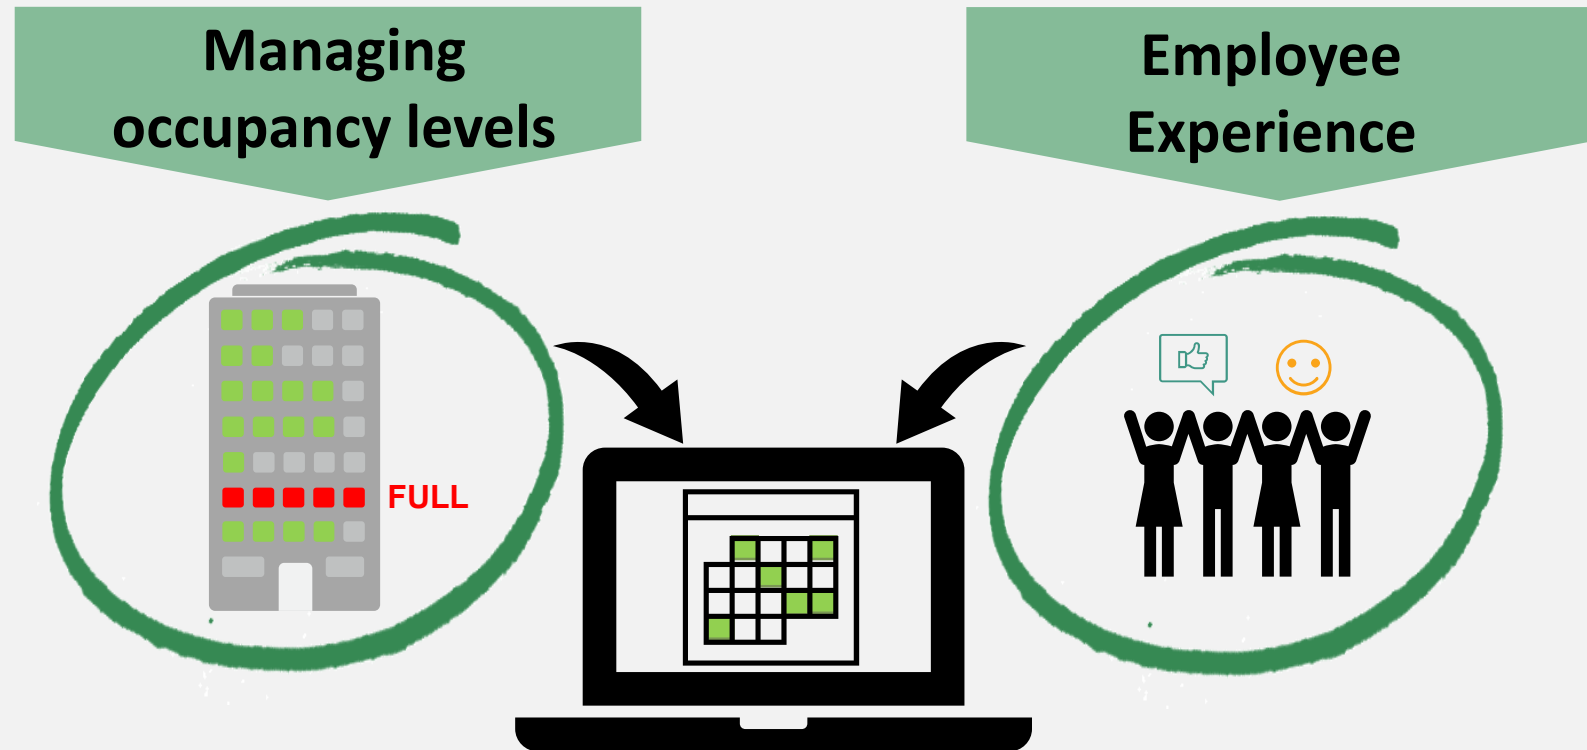 Managing
occupancy levels
Employee
Experience
FULL